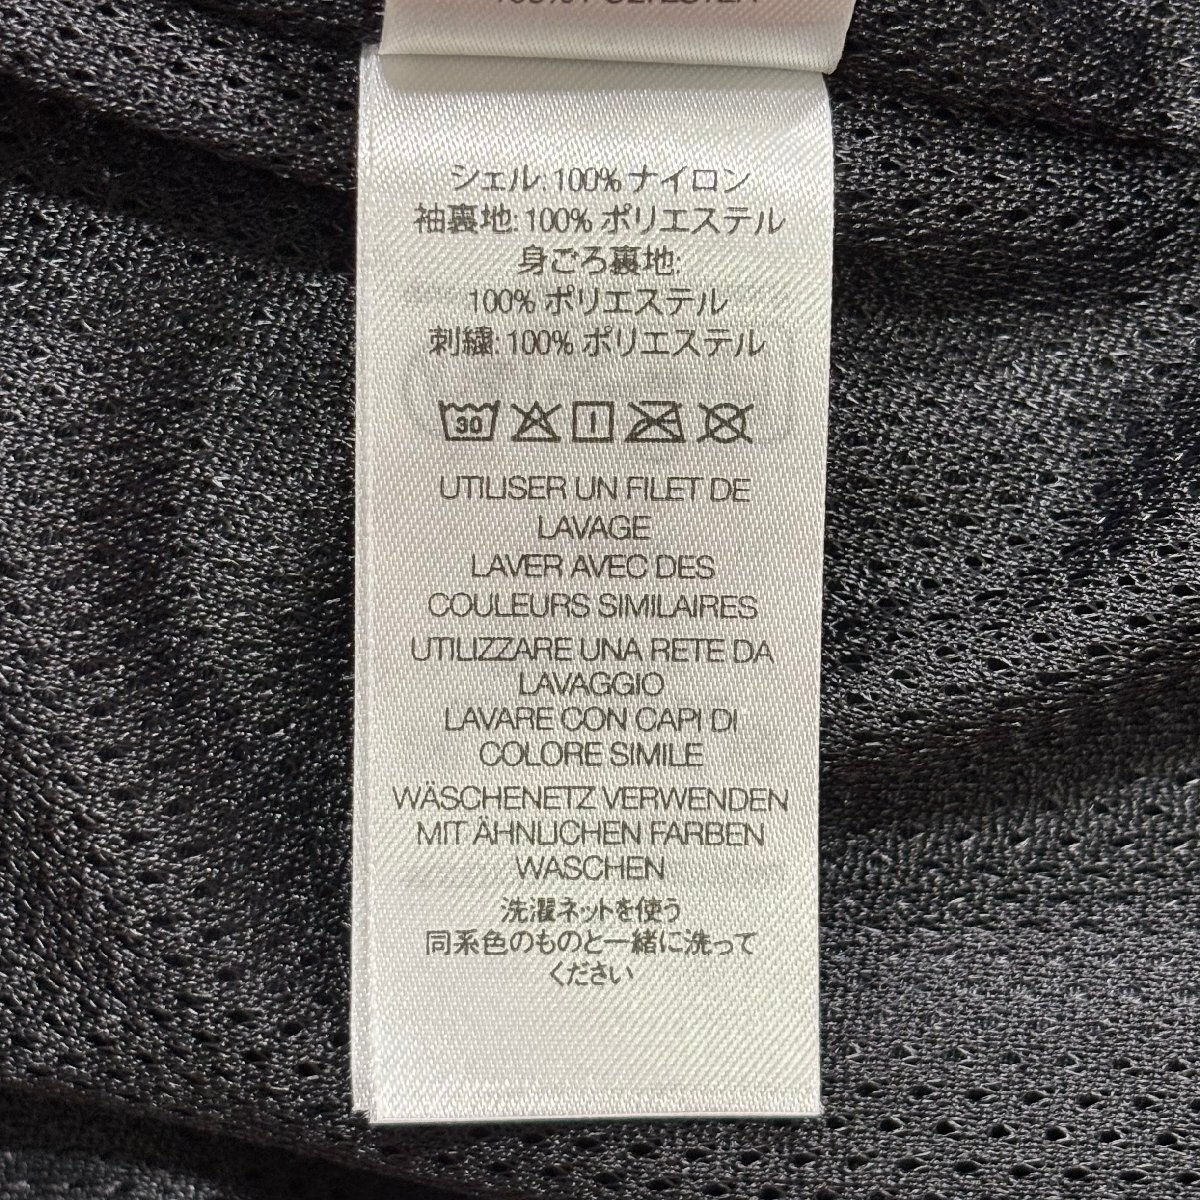 100% POLYESTER
シェル: 100% ナイロン
袖裏地: 100% ポリエステル
身ごろ裏地:
100% ポリエステル
刺繍: 100% ポリエステル
30
UTILISER UN FILET DE
LAVAGE
LAVER AVEC DES
COULEURS SIMILAIRES
UTILIZZARE UNA RETE DA
LAVAGGIO
LAVARE CON CAPI DI
COLORE SIMILE
WÄSCHENETZ VERWENDEN
MIT ÄHNLICHEN FARBEN
WASCHEN
洗濯ネットを使う
同系色のものと一緒に洗って
ください